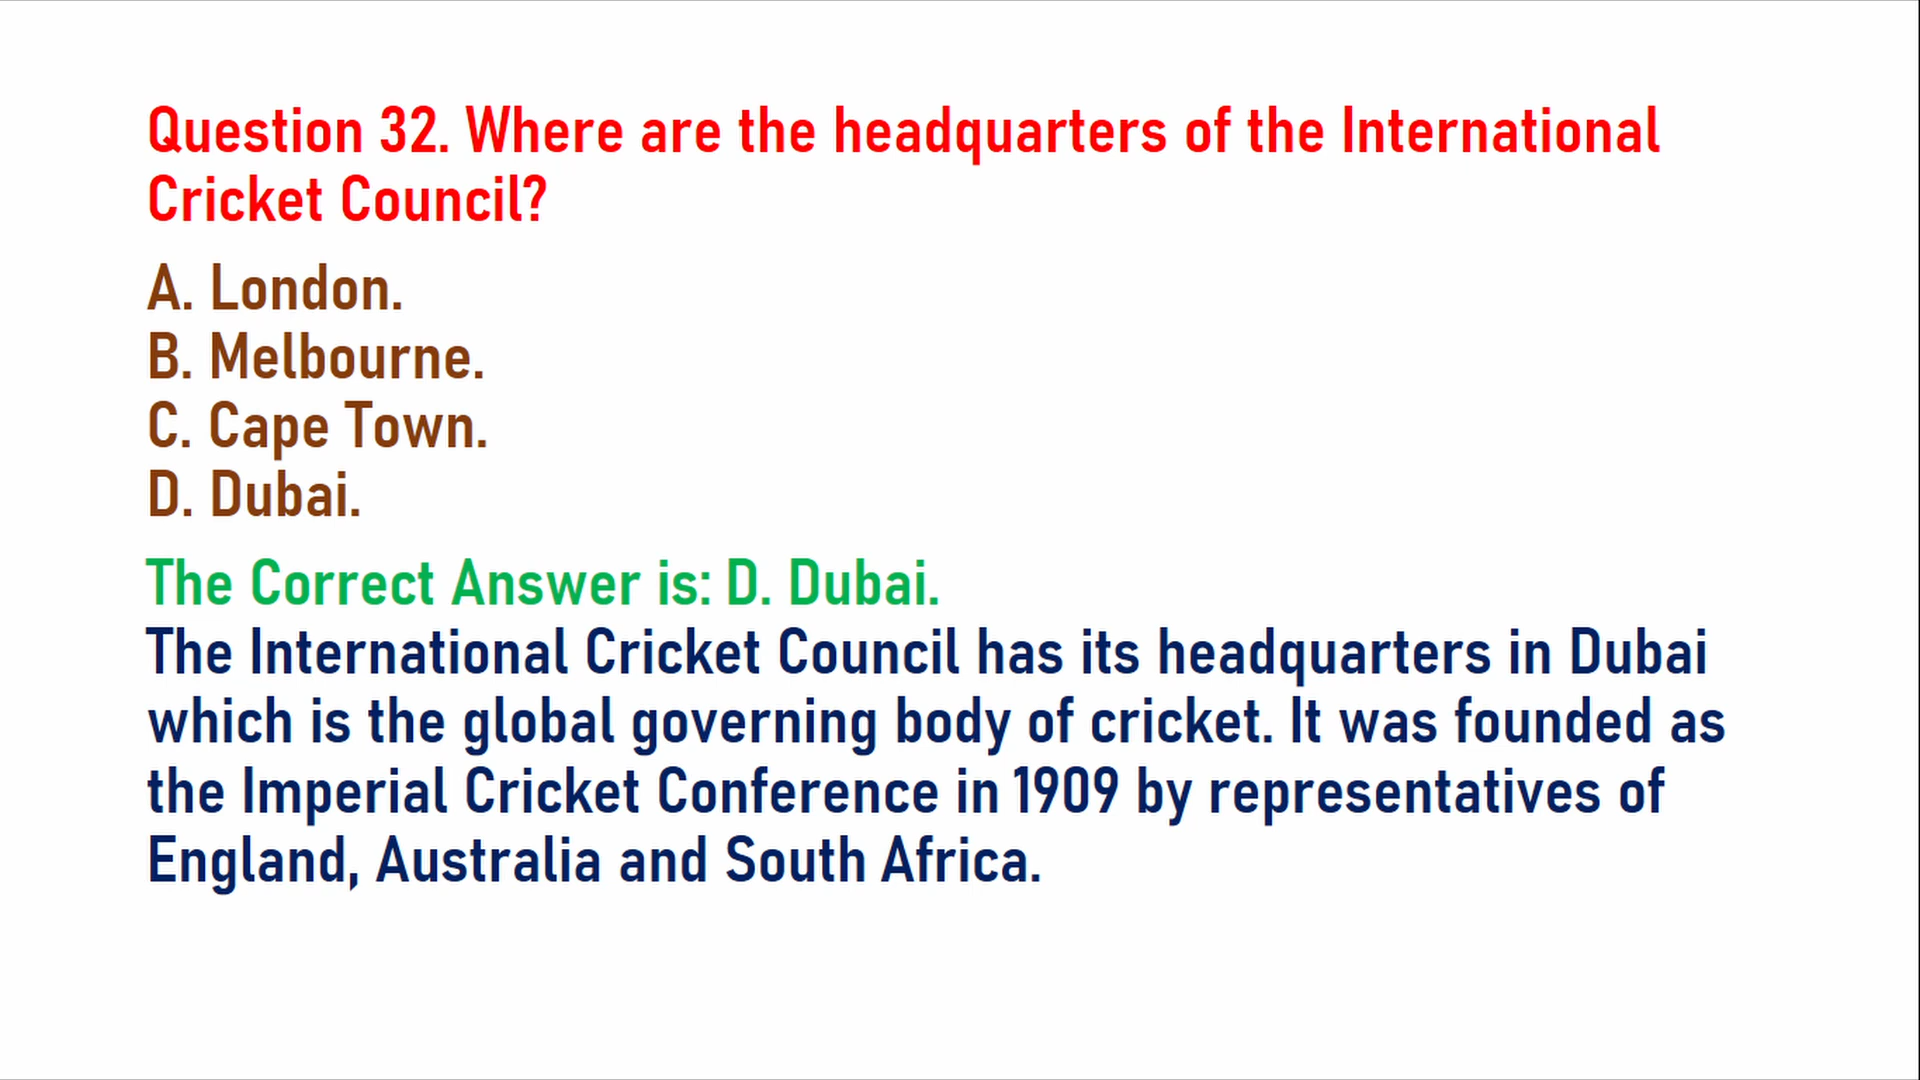 Question 32. Where are the headquarters of the International
Cricket Council?
A. London.
B. Melbourne.
C. Cape Town.
D. Dubai.
The Correct Answer is: D. Dubai.
The International Cricket Council has its headquarters in Dubai
which is the global governing body of cricket. It was founded as
the Imperial Cricket Conference in 1909 by representatives of
England, Australia and South Africa.